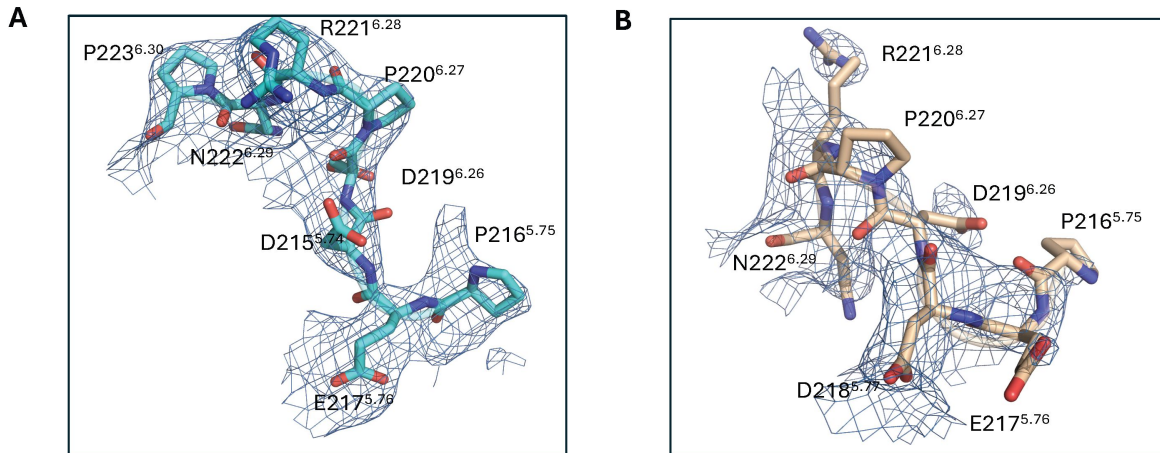 A
P223^6.30
R221^6.28
P220^6.27
N222^6.29
D219^6.26
D215^5.74
P216^5.75
E217^5.76
B
R221^6.28
P220^6.27
D219^6.26
P216^5.75
N222^6.29
D218^5.77
E217^5.76